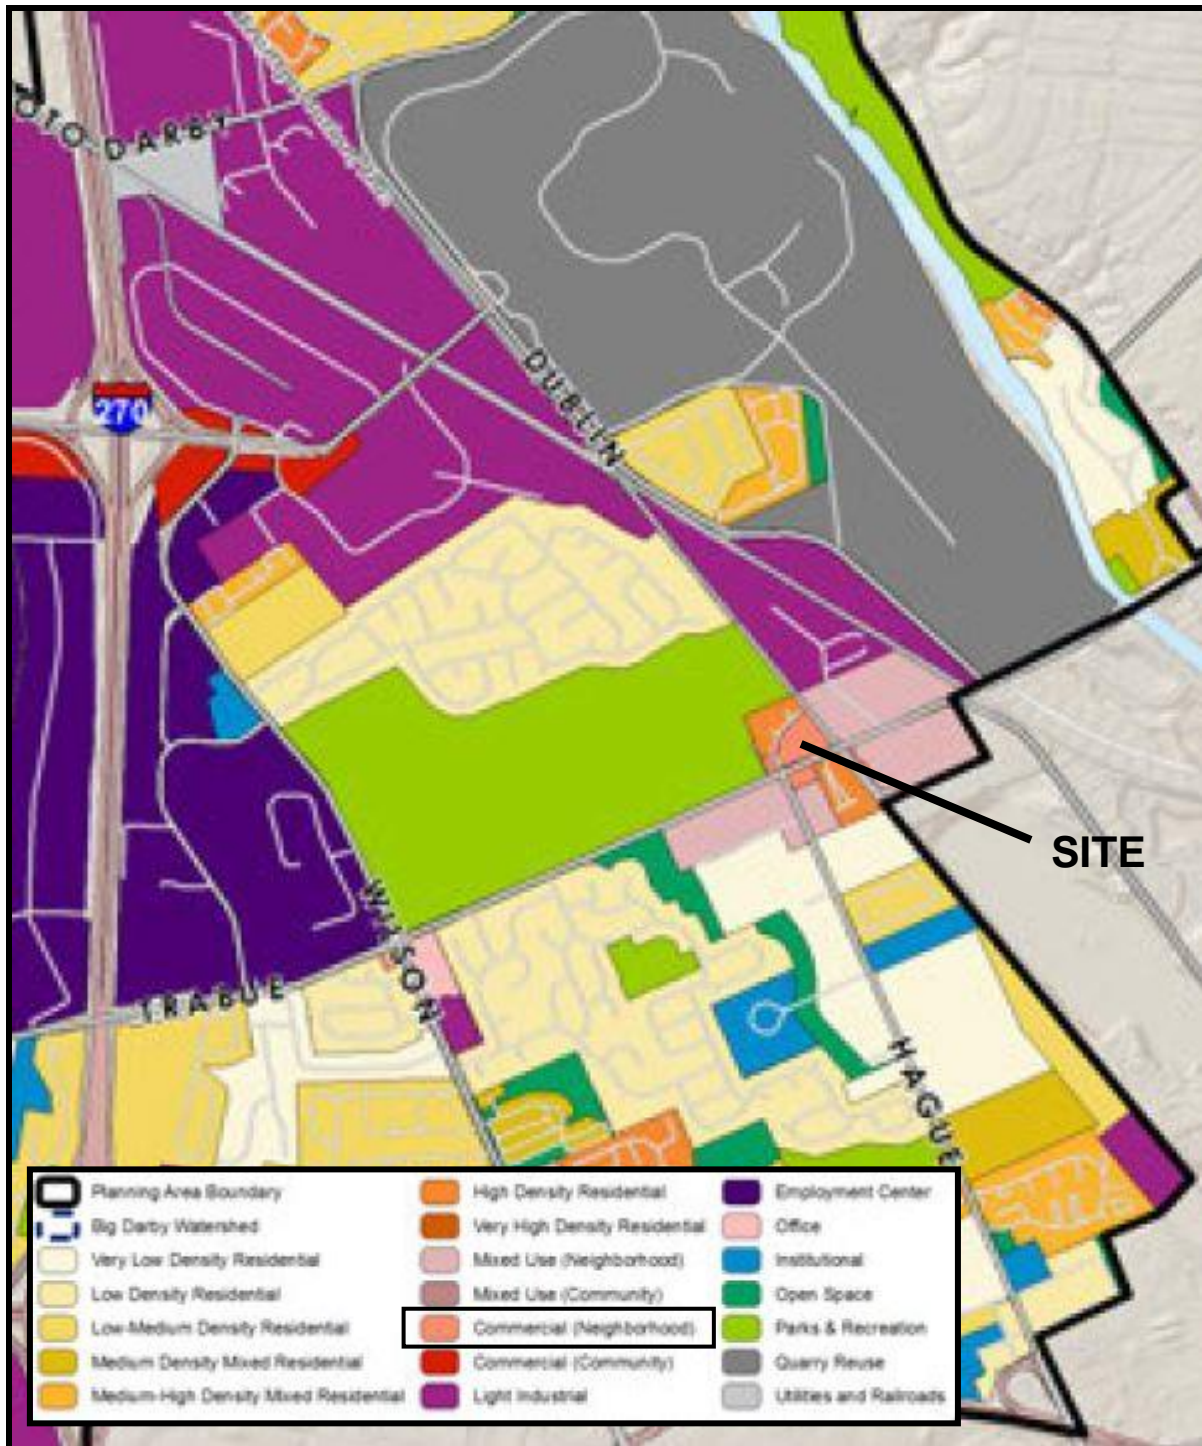 OTO-DARBY
270
DUBLIN
SITE
WILSON
TRABUE
HAGUE
Planning Area Boundary
Big Darby Watershed
Very Low Density Residential
Low Density Residential
Low-Medium Density Residential
Medium Density Mixed Residential
Medium-High Density Mixed Residential
High Density Residential
Very High Density Residential
Mixed Use (Neighborhood)
Mixed Use (Community)
Commercial (Neighborhood)
Commercial (Community)
Light Industrial
Employment Center
Office
Institutional
Open Space
Parks & Recreation
Quarry Reuse
Utilities and Railroads